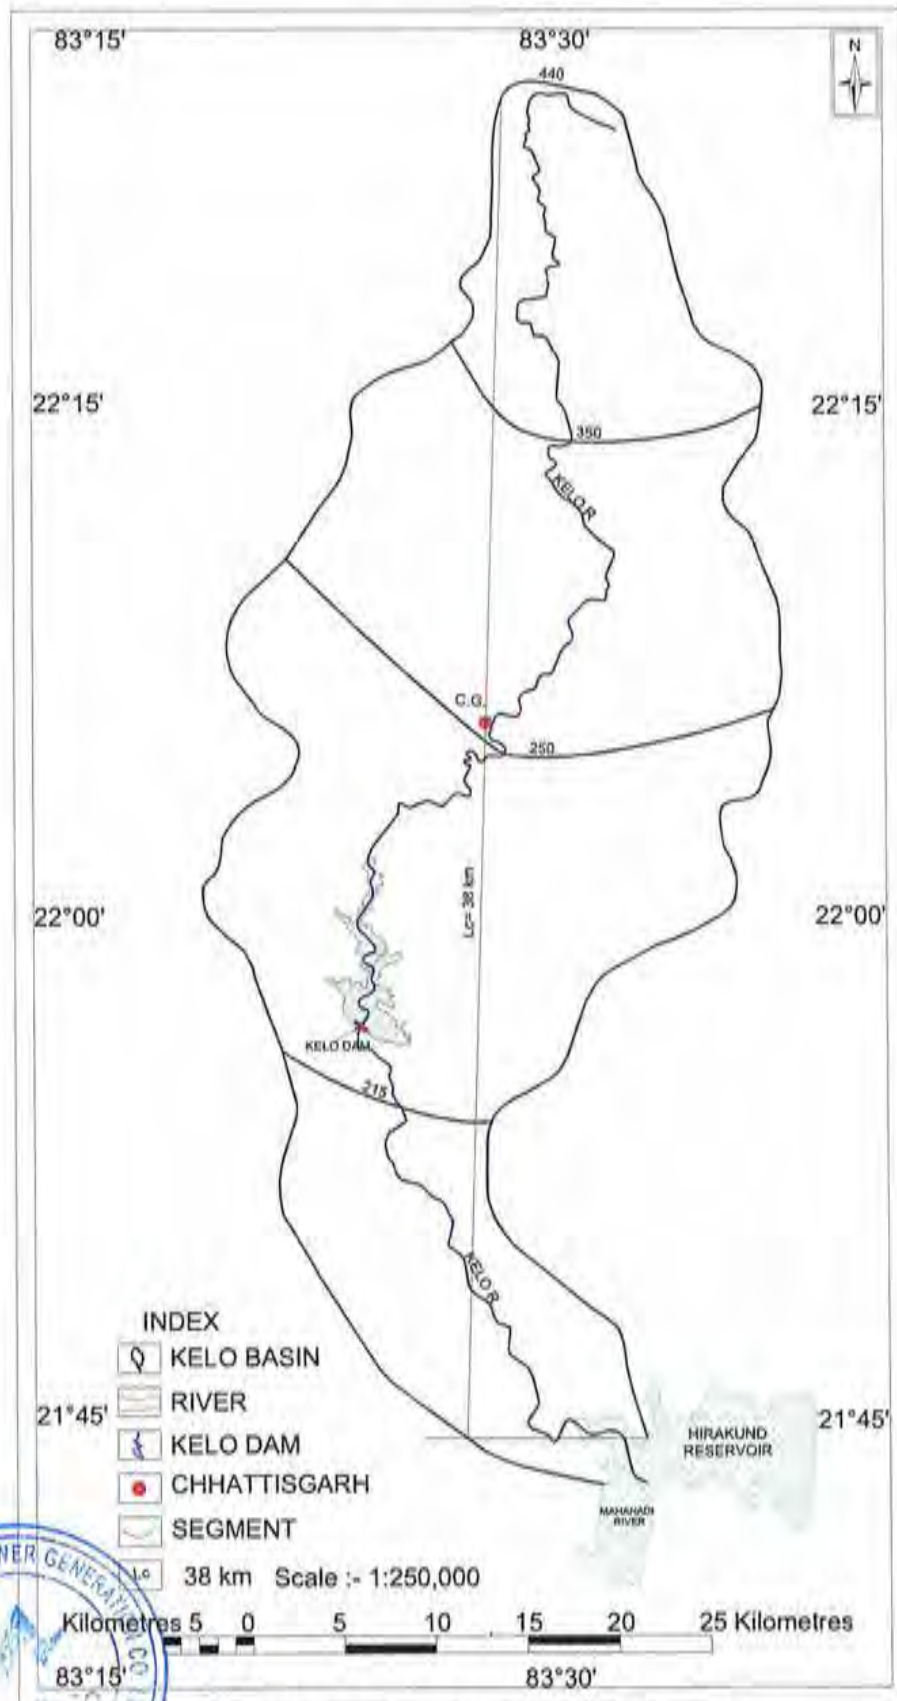 83°15' 83°30'
N
440
22°15' 22°15'
350
KELO R
C.G.
250
Lc= 38 km
22°00' 22°00'
KELO DAM
215
KELO R
INDEX
KELO BASIN
21°45' 21°45'
RIVER
HIRAKUND
RESERVOIR
KELO DAM
CHHATTISGARH
MAHANADI
RIVER
SEGMENT
Lc 38 km Scale :- 1:250,000
NER GENERATION CO
Kilometres 5 0 5 10 15 20 25 Kilometres
83°15' 83°30'